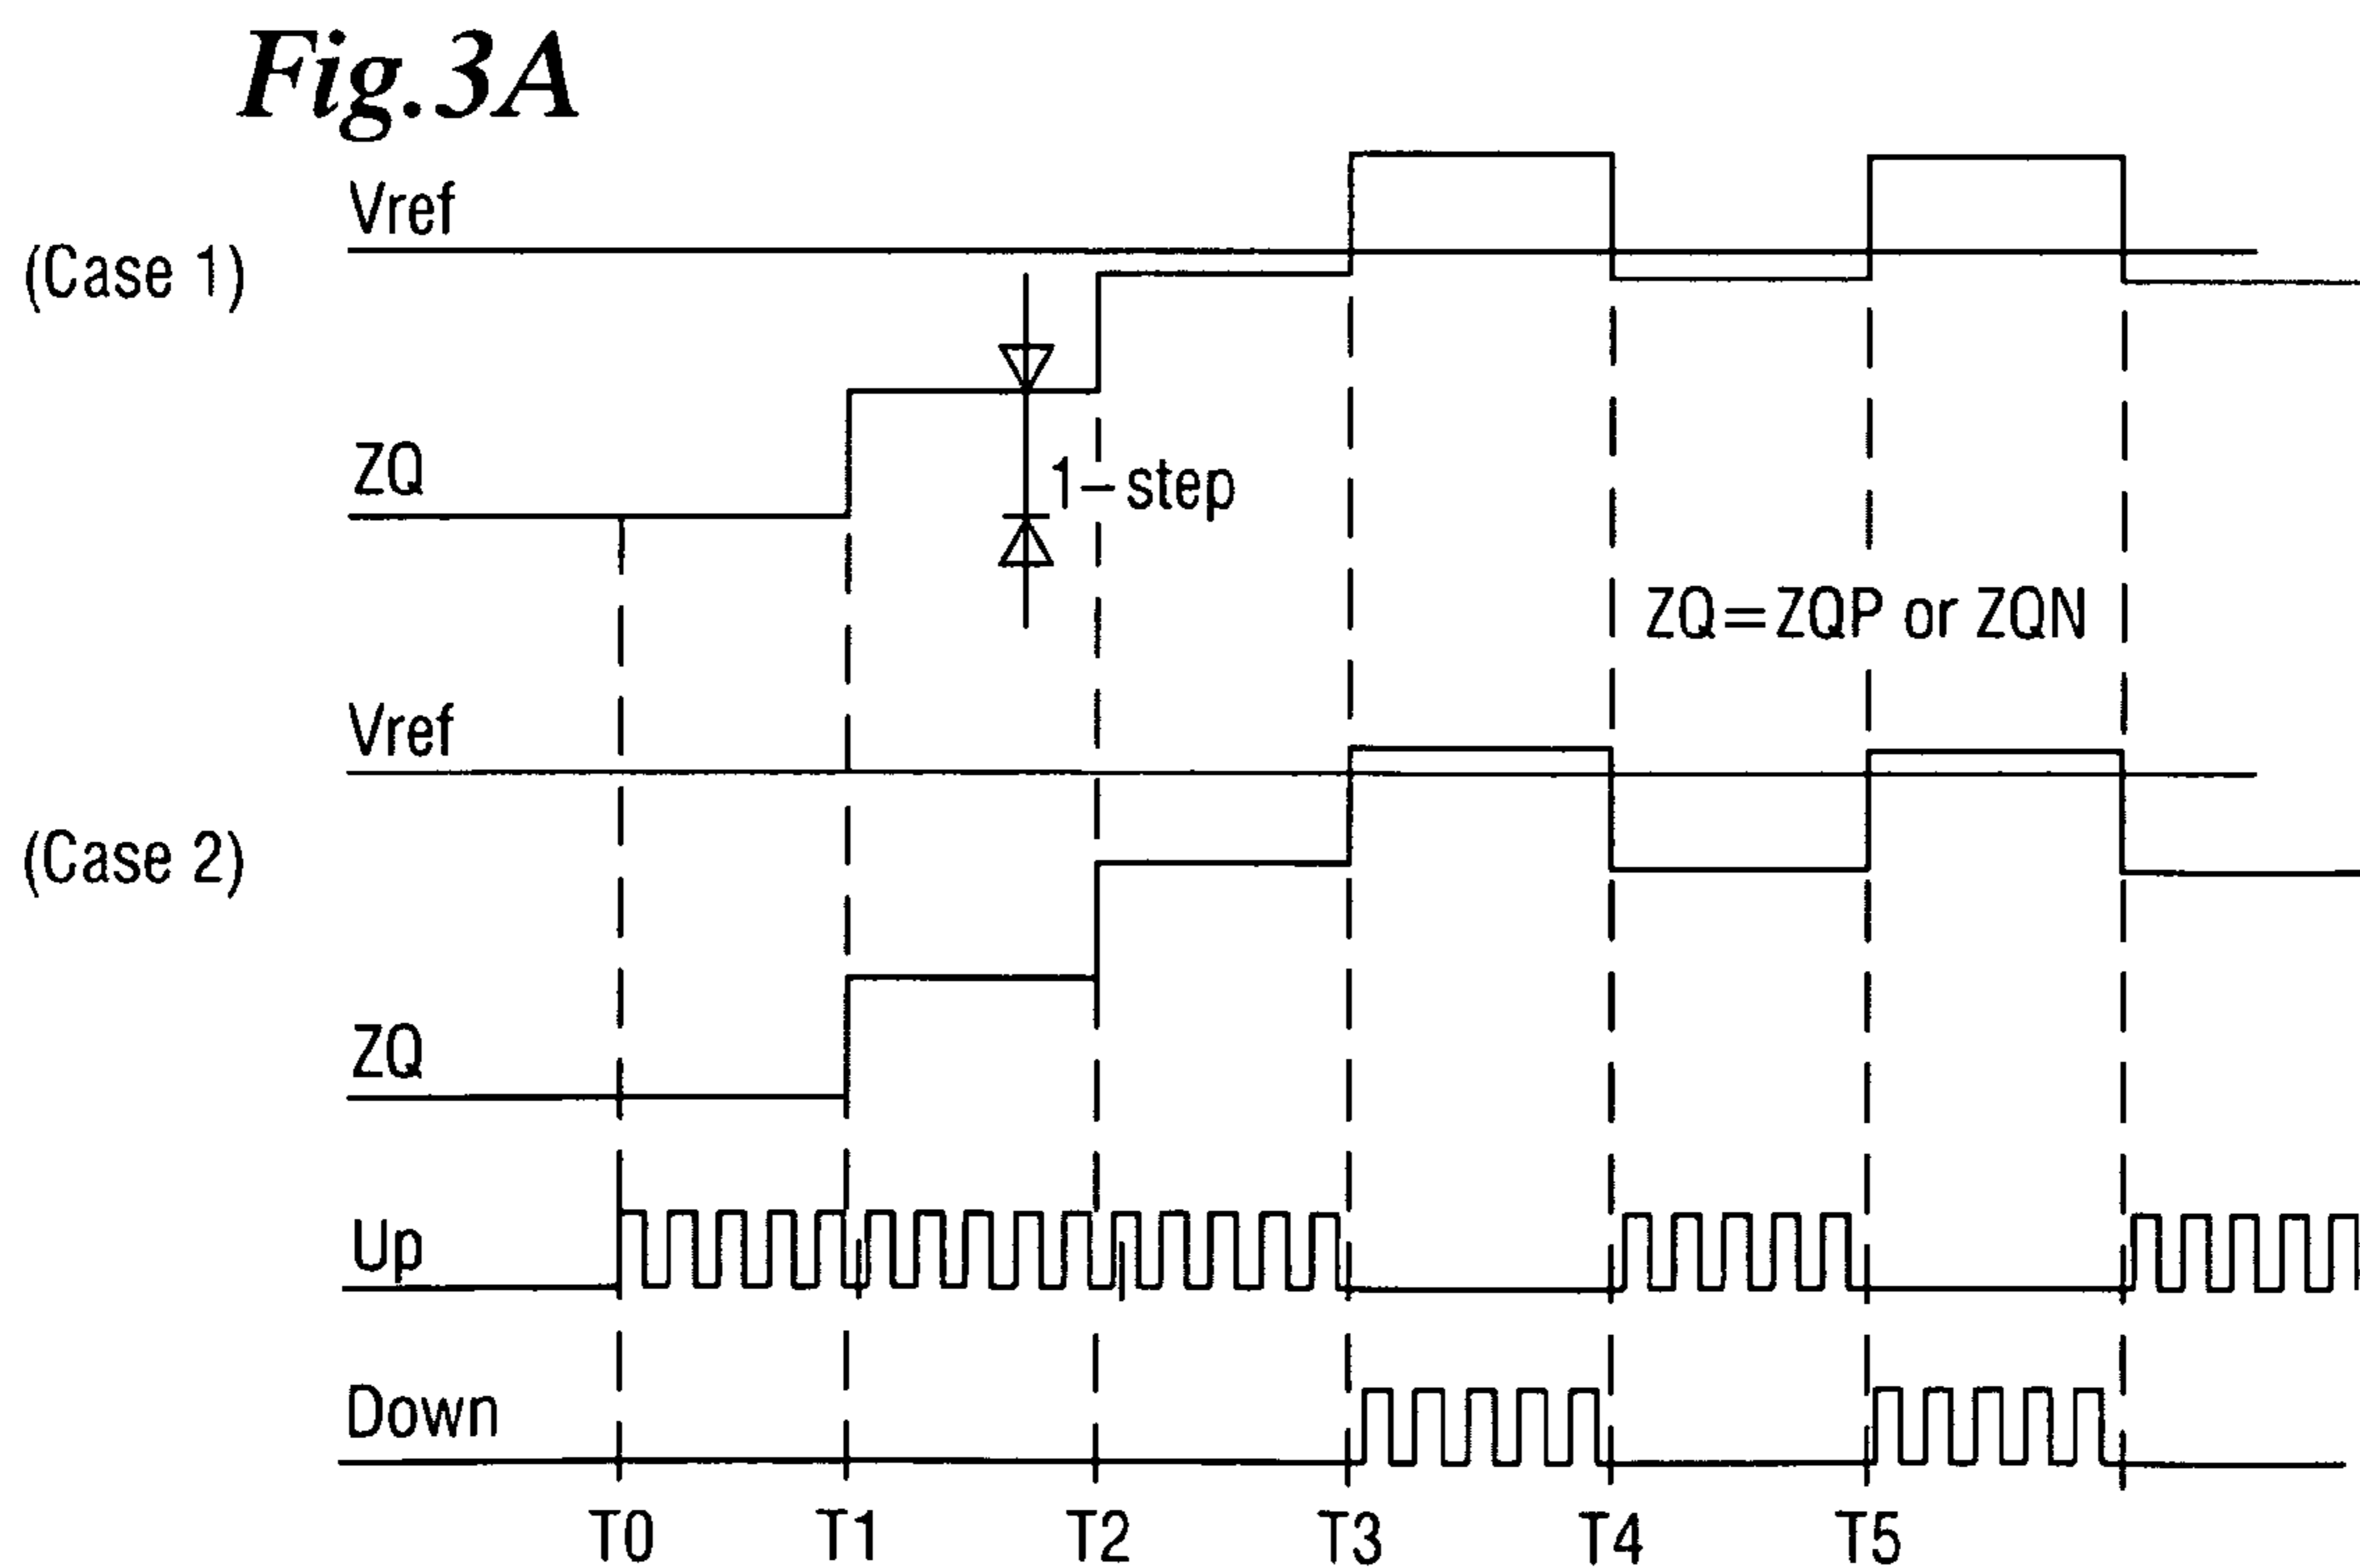 Fig.3A
Vref
(Case 1)
ZQ
1-step
ZQ=ZQP or ZQN
Vref
(Case 2)
ZQ
Up
Down
T0 T1 T2 T3 T4 T5